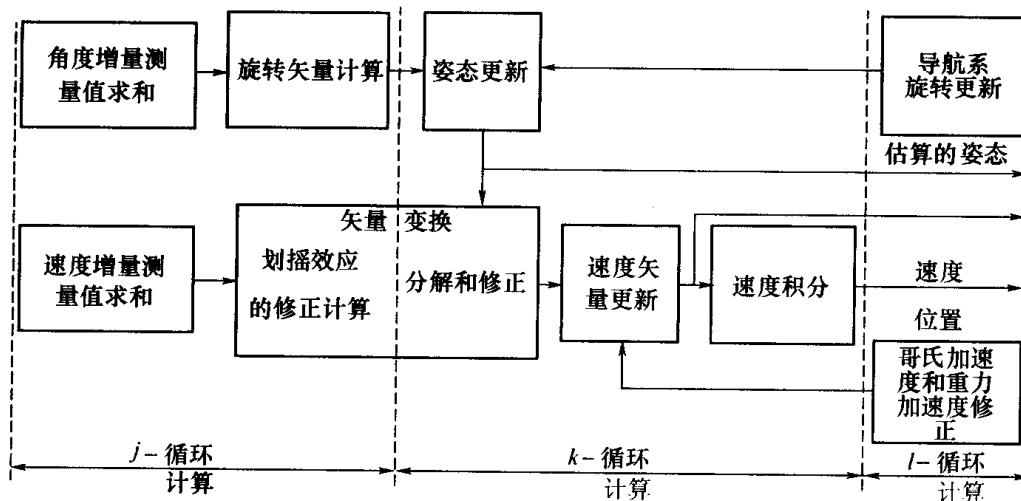 角度增量测
量值求和
旋转矢量计算
姿态更新
导航系
旋转更新
估算的姿态
矢量 变换
速度增量测
量值求和
划摇效应
的修正计算
分解和修正
速度矢
量更新
速度积分
速度
位置
哥氏加速
度和重力
加速度修
正
j-循环
计算
k-循环
计算
l-循环
计算